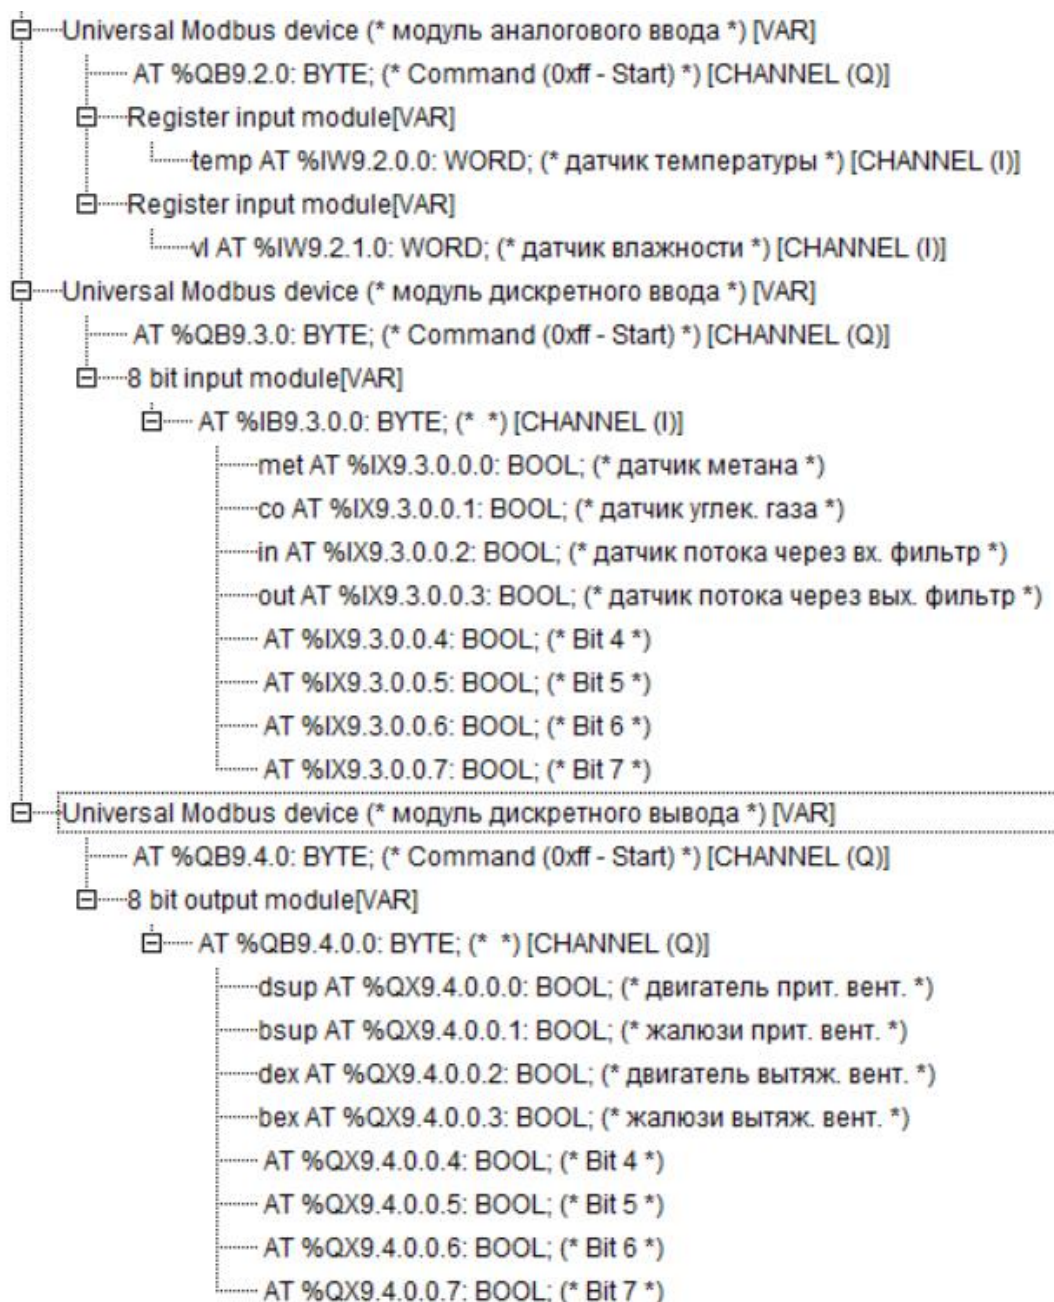 Universal Modbus device (* модуль аналогового ввода *) [VAR]
AT %QB9.2.0: BYTE; (* Command (0xff - Start) *) [CHANNEL (Q)]
Register input module[VAR]
temp AT %IW9.2.0.0: WORD; (* датчик температуры *) [CHANNEL (I)]
Register input module[VAR]
vl AT %IW9.2.1.0: WORD; (* датчик влажности *) [CHANNEL (I)]
Universal Modbus device (* модуль дискретного ввода *) [VAR]
AT %QB9.3.0: BYTE; (* Command (0xff - Start) *) [CHANNEL (Q)]
8 bit input module[VAR]
AT %IB9.3.0.0: BYTE; (* *) [CHANNEL (I)]
met AT %IX9.3.0.0.0: BOOL; (* датчик метана *)
co AT %IX9.3.0.0.1: BOOL; (* датчик углек. газа *)
in AT %IX9.3.0.0.2: BOOL; (* датчик потока через вх. фильтр *)
out AT %IX9.3.0.0.3: BOOL; (* датчик потока через вых. фильтр *)
AT %IX9.3.0.0.4: BOOL; (* Bit 4 *)
AT %IX9.3.0.0.5: BOOL; (* Bit 5 *)
AT %IX9.3.0.0.6: BOOL; (* Bit 6 *)
AT %IX9.3.0.0.7: BOOL; (* Bit 7 *)
Universal Modbus device (* модуль дискретного вывода *) [VAR]
AT %QB9.4.0: BYTE; (* Command (0xff - Start) *) [CHANNEL (Q)]
8 bit output module[VAR]
AT %QB9.4.0.0: BYTE; (* *) [CHANNEL (Q)]
dsup AT %QX9.4.0.0.0: BOOL; (* двигатель прит. вент. *)
bsup AT %QX9.4.0.0.1: BOOL; (* жалюзи прит. вент. *)
dex AT %QX9.4.0.0.2: BOOL; (* двигатель вытяж. вент. *)
bex AT %QX9.4.0.0.3: BOOL; (* жалюзи вытяж. вент. *)
AT %QX9.4.0.0.4: BOOL; (* Bit 4 *)
AT %QX9.4.0.0.5: BOOL; (* Bit 5 *)
AT %QX9.4.0.0.6: BOOL; (* Bit 6 *)
AT %QX9.4.0.0.7: BOOL; (* Bit 7 *)